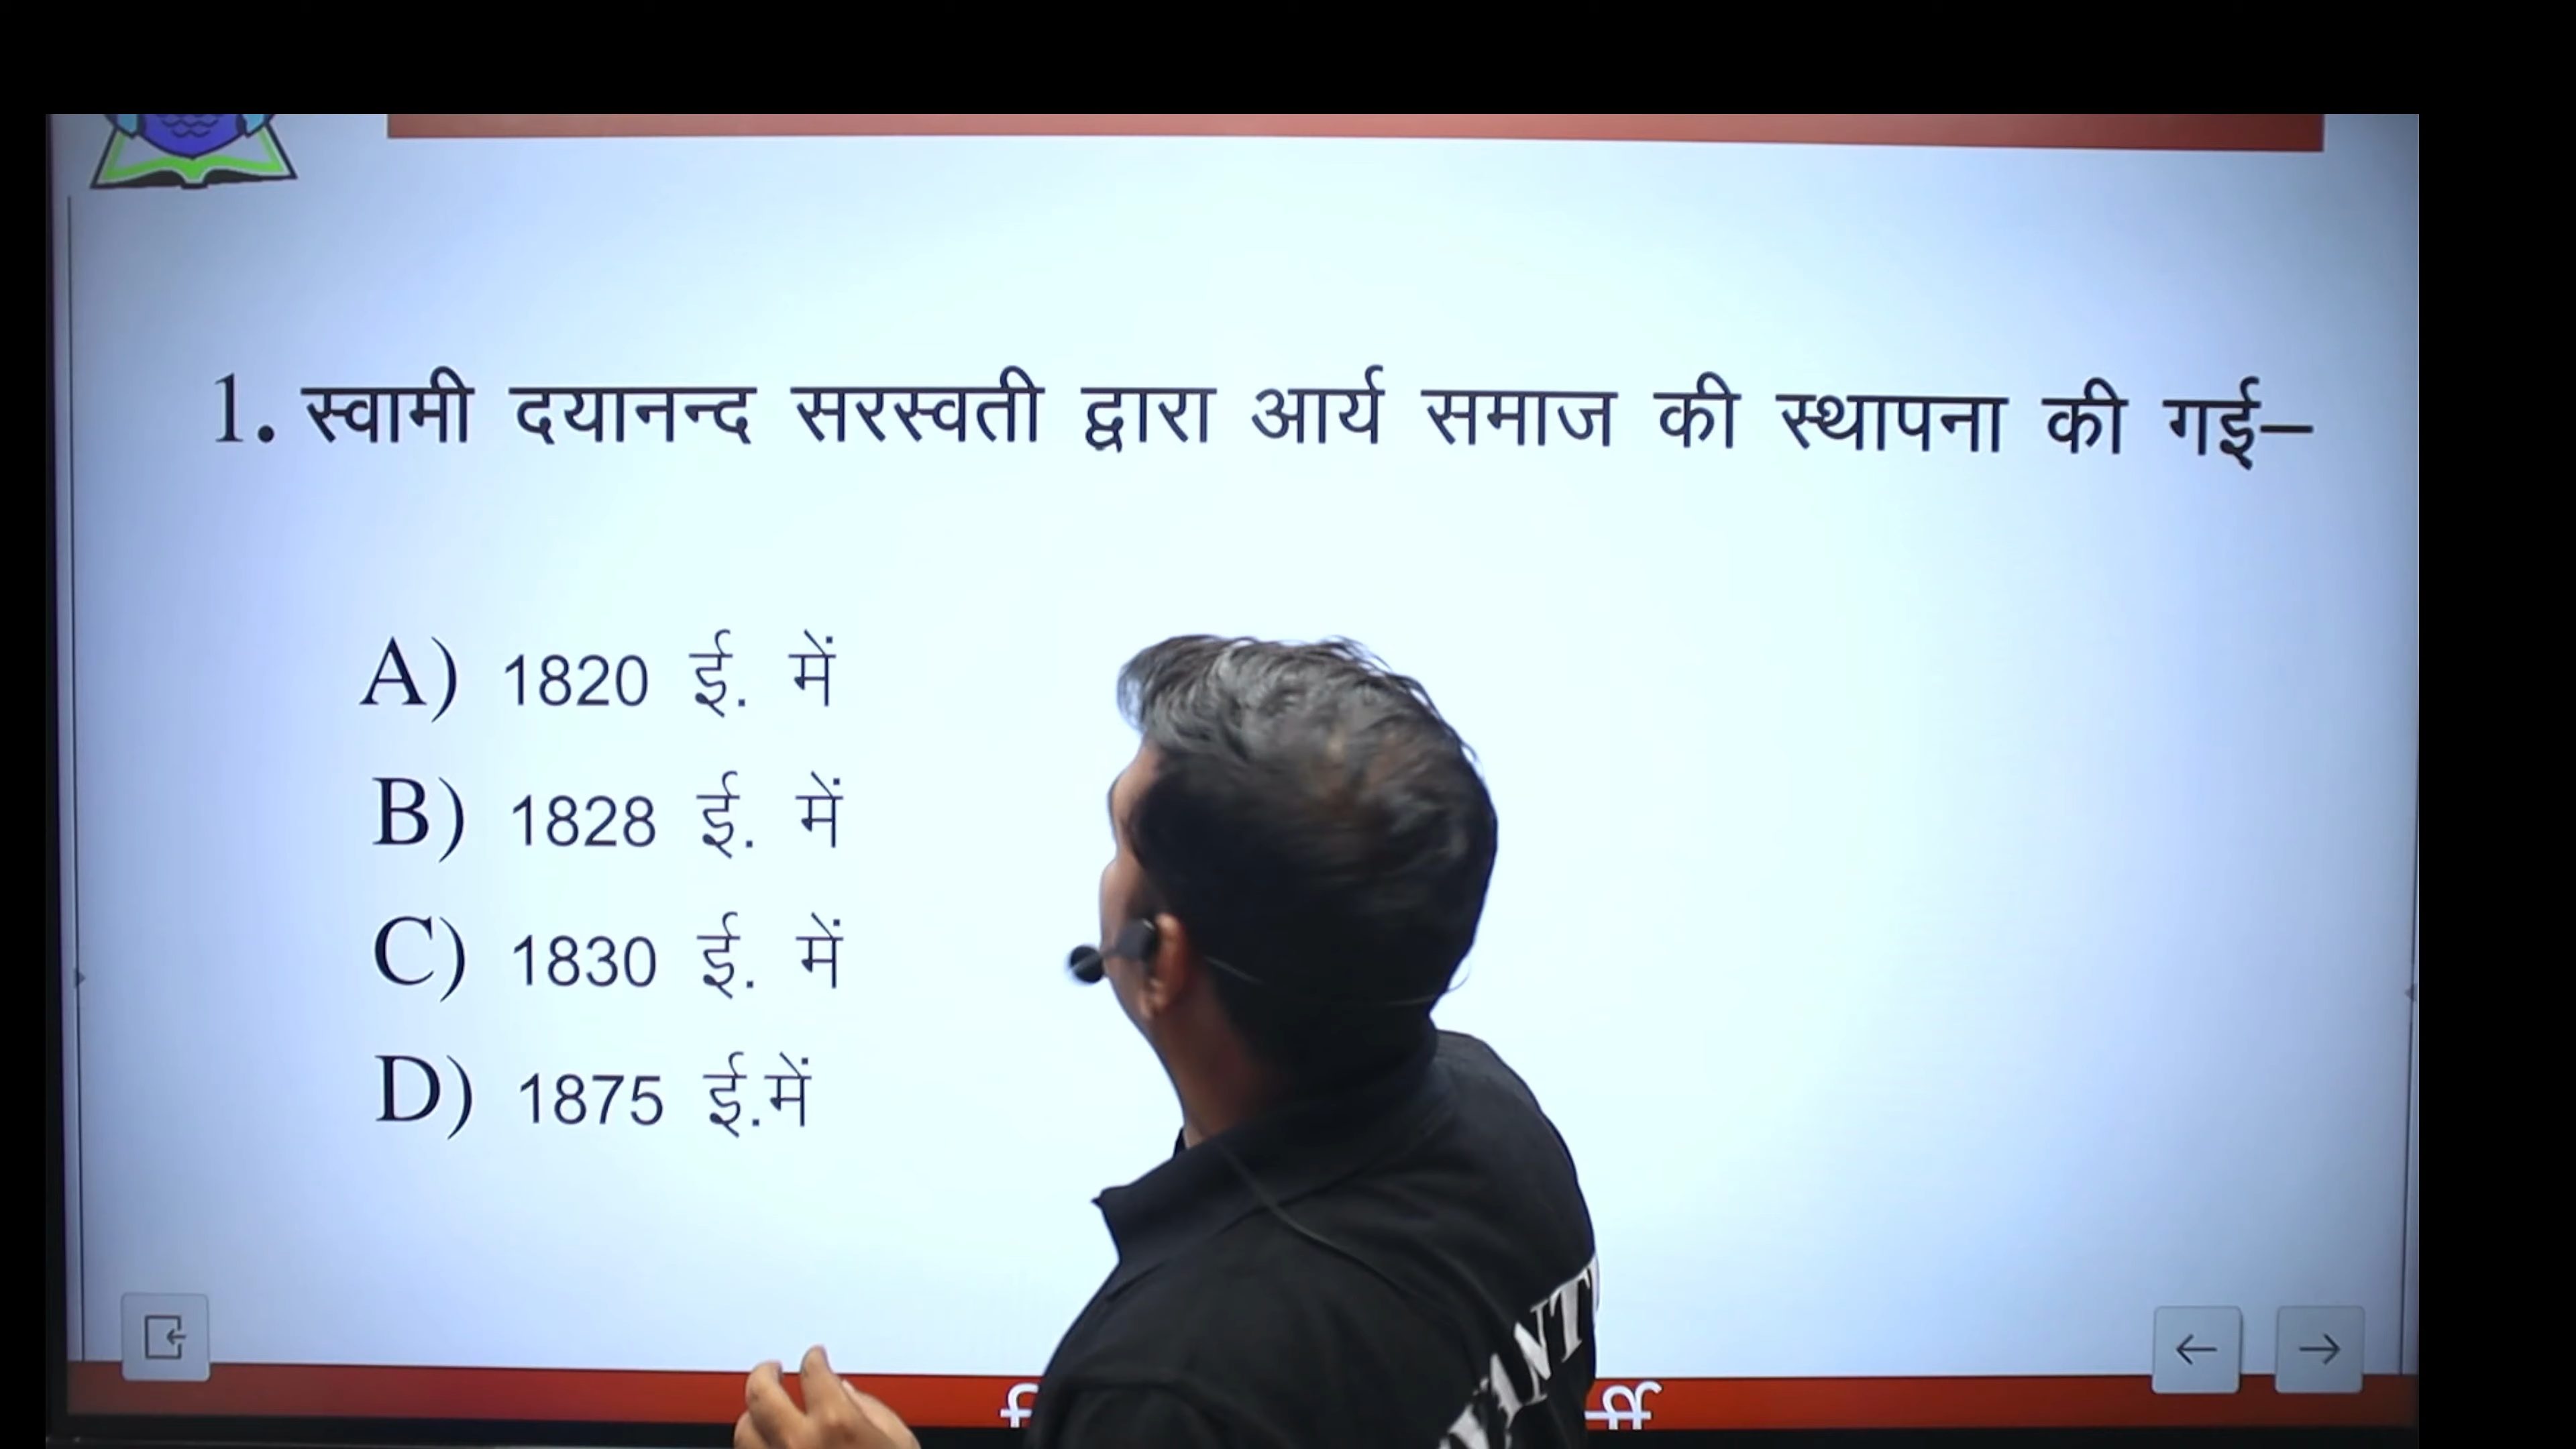 1. स्वामी दयानन्द सरस्वती द्वारा आर्य समाज की स्थापना की गई–
A) 1820 ई. में
B) 1828 ई. में
C) 1830 ई. में
D) 1875 ई.में